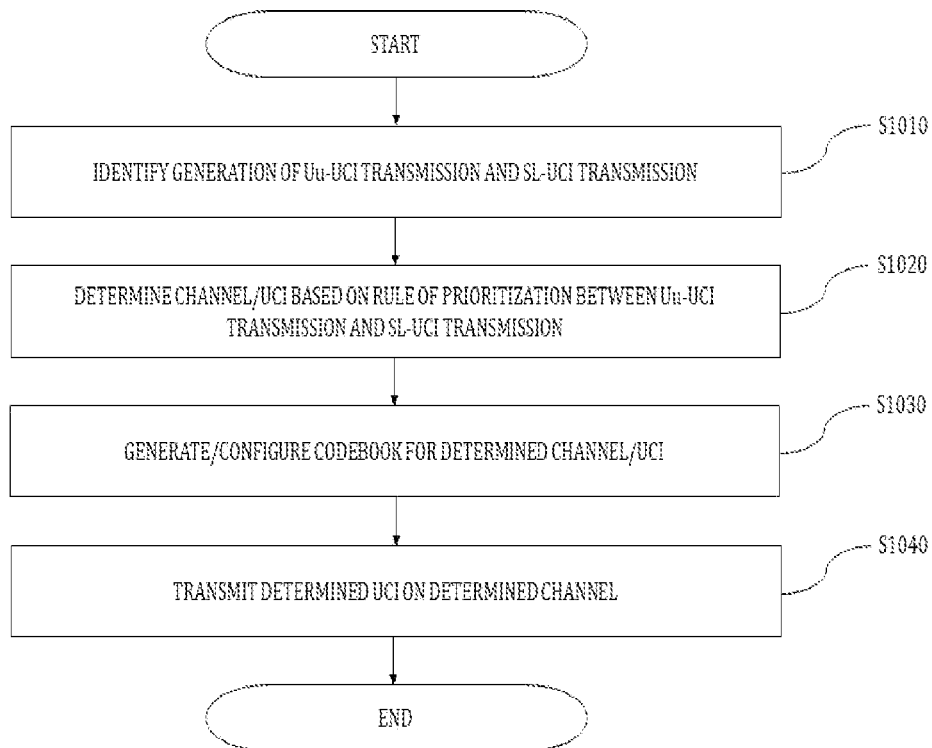 START
S1010
IDENTIFY GENERATION OF Uu-UCI TRANSMISSION AND SL-UCI TRANSMISSION
S1020
DETERMINE CHANNEL/UCI BASED ON RULE OF PRIORITIZATION BETWEEN Uu-UCI
TRANSMISSION AND SL-UCI TRANSMISSION
S1030
GENERATE/CONFIGURE CODEBOOK FOR DETERMINED CHANNEL/UCI
S1040
TRANSMIT DETERMINED UCI ON DETERMINED CHANNEL
END